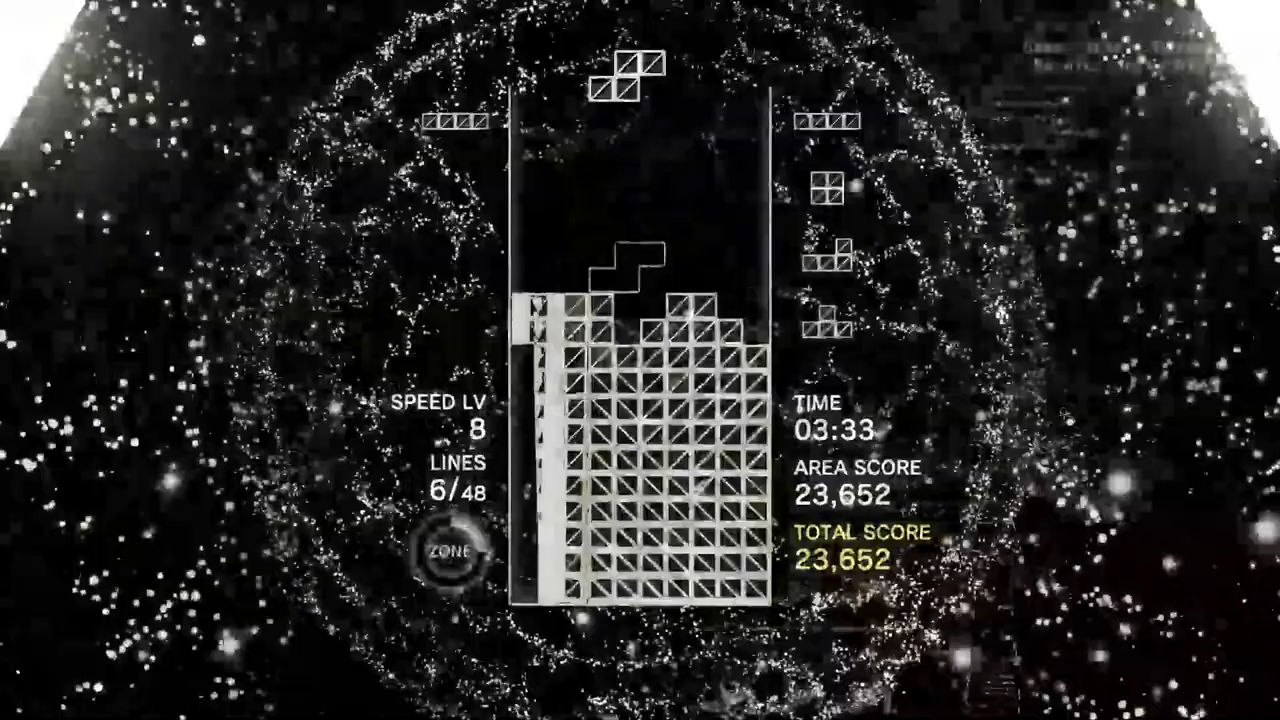 SPEED LV
8
LINES
6/48
ZONE
TIME
03:33
AREA SCORE
23,652
TOTAL SCORE
23,652